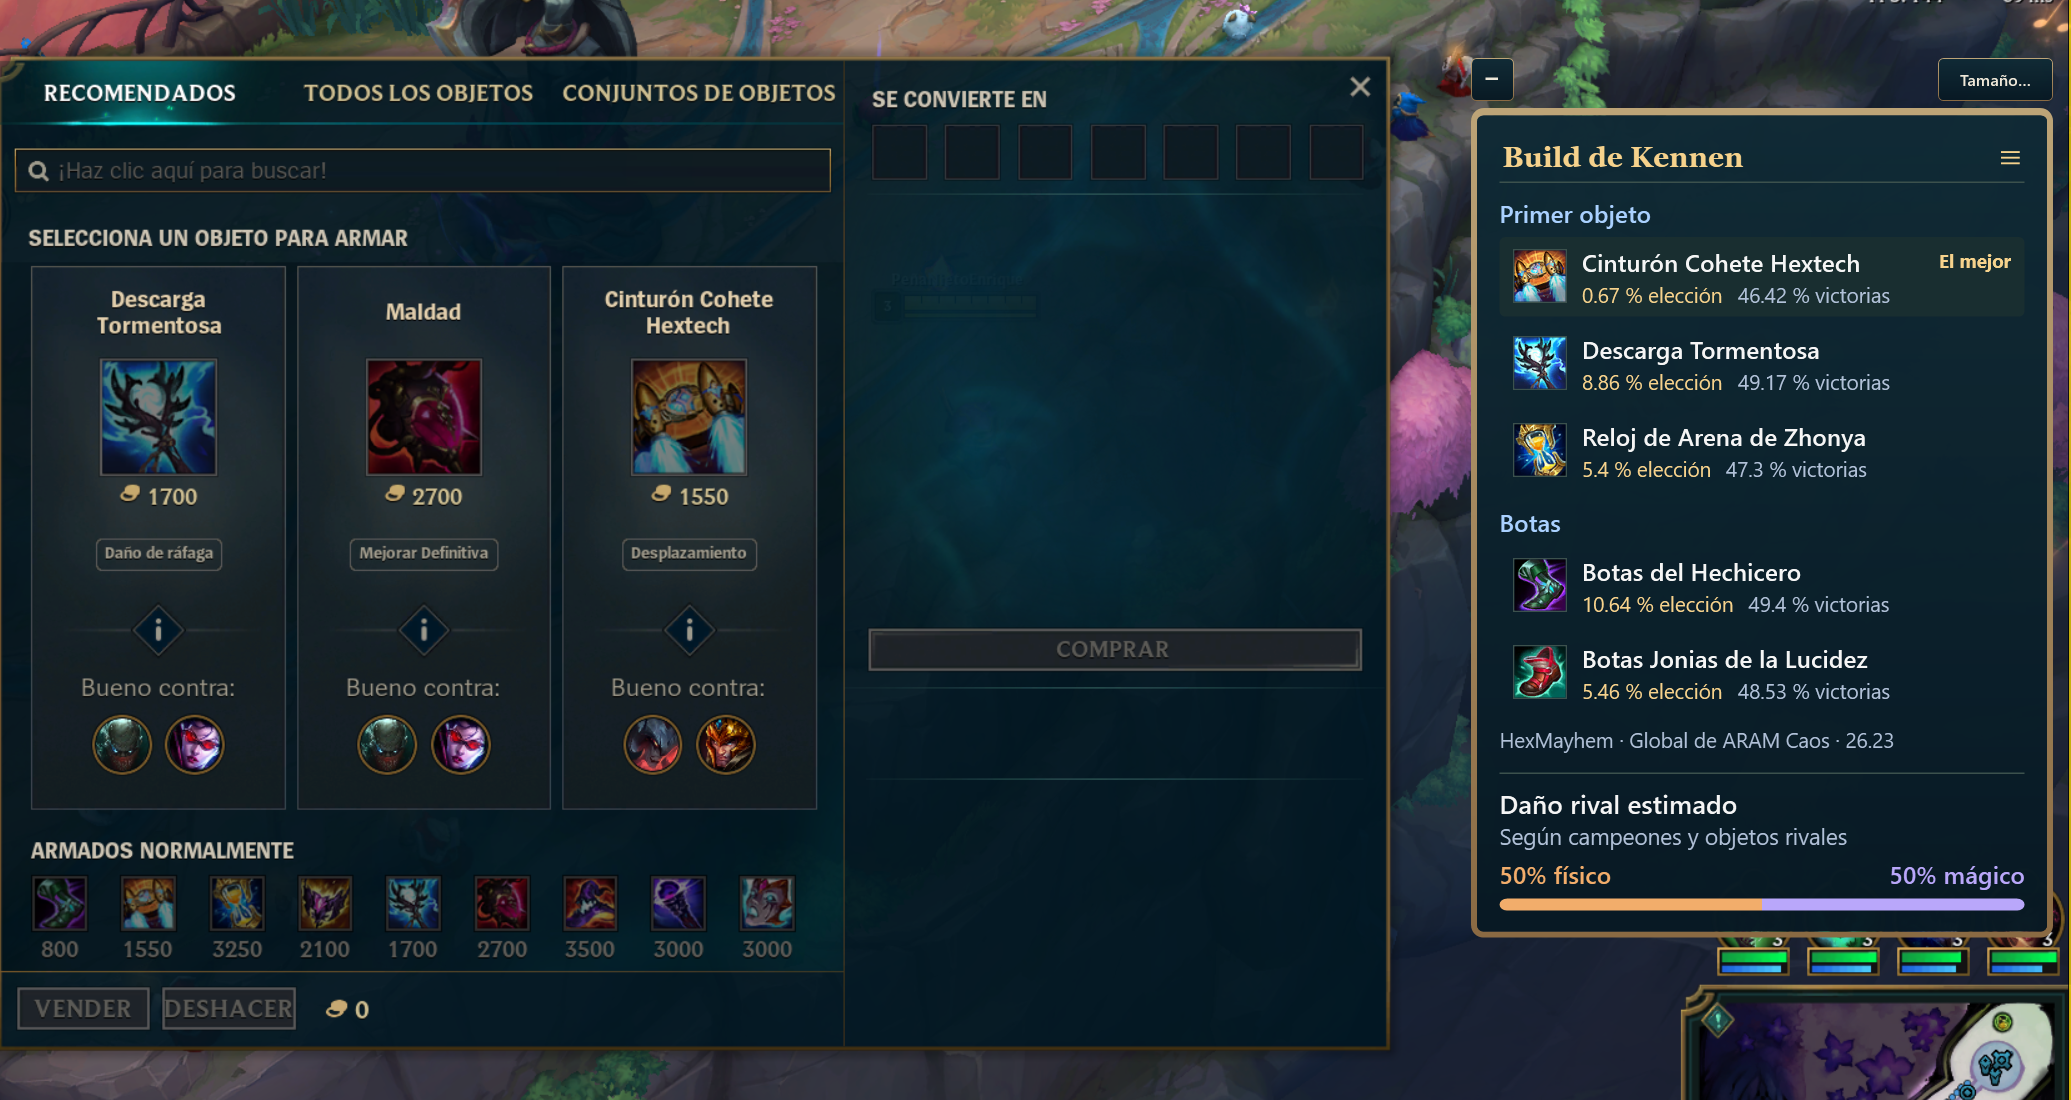 RECOMENDADOS
TODOS LOS OBJETOS
CONJUNTOS DE OBJETOS
¡Haz clic aquí para buscar!
SELECCIONA UN OBJETO PARA ARMAR
Descarga
Tormentosa
1700
Daño de ráfaga
Bueno contra:
Maldad
2700
Mejorar Definitiva
Bueno contra:
Cinturón Cohete
Hextech
1550
Desplazamiento
Bueno contra:
ARMADOS NORMALMENTE
800 1550 3250 2100 1700 2700 3500 3000 3000
VENDER
DESHACER
0
SE CONVIERTE EN
3
COMPRAR
Tamaño...
Build de Kennen
Primer objeto
Cinturón Cohete Hextech
El mejor
0.67 % elección 46.42 % victorias
Descarga Tormentosa
8.86 % elección 49.17 % victorias
Reloj de Arena de Zhonya
5.4 % elección 47.3 % victorias
Botas
Botas del Hechicero
10.64 % elección 49.4 % victorias
Botas Jonias de la Lucidez
5.46 % elección 48.53 % victorias
HexMayhem · Global de ARAM Caos · 26.23
Daño rival estimado
Según campeones y objetos rivales
50% físico 50% mágico
3 3 3 3